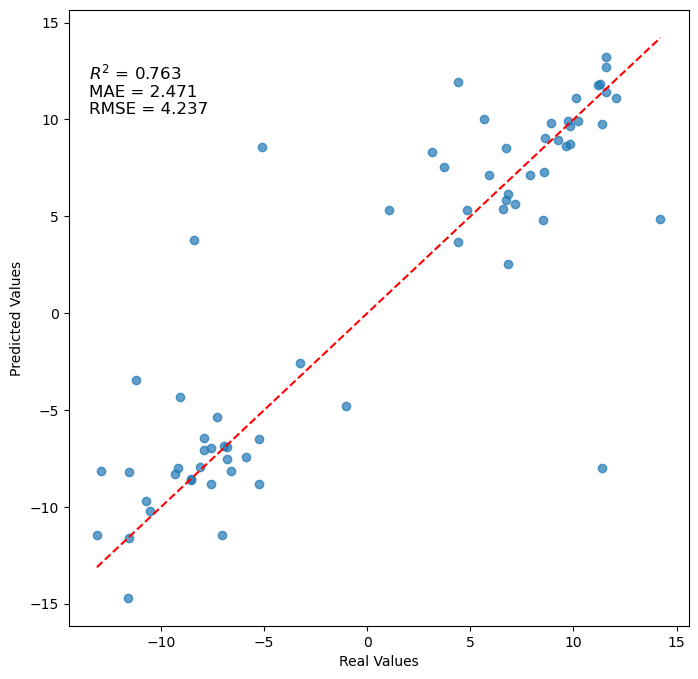 R² = 0.763
MAE = 2.471
RMSE = 4.237
15
10
5
0
−5
−10
−15
Predicted Values
−10 −5 0 5 10 15
Real Values